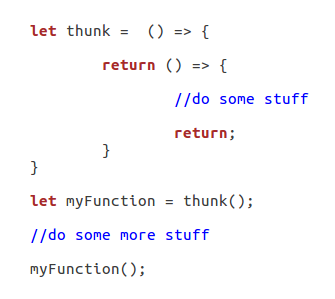 let thunk =  () => {
return () => {
//do some stuff
return;
}
}
let myFunction = thunk();
//do some more stuff
myFunction();